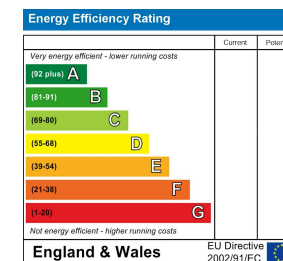 Energy Efficiency Rating
Current Poten
Very energy efficient - lower running costs
(92 plus) A
(81-91) B
(69-80) C
(55-68) D
(39-54) E
(21-38) F
(1-20) G
Not energy efficient - higher running costs
England & Wales
EU Directive
2002/91/EC